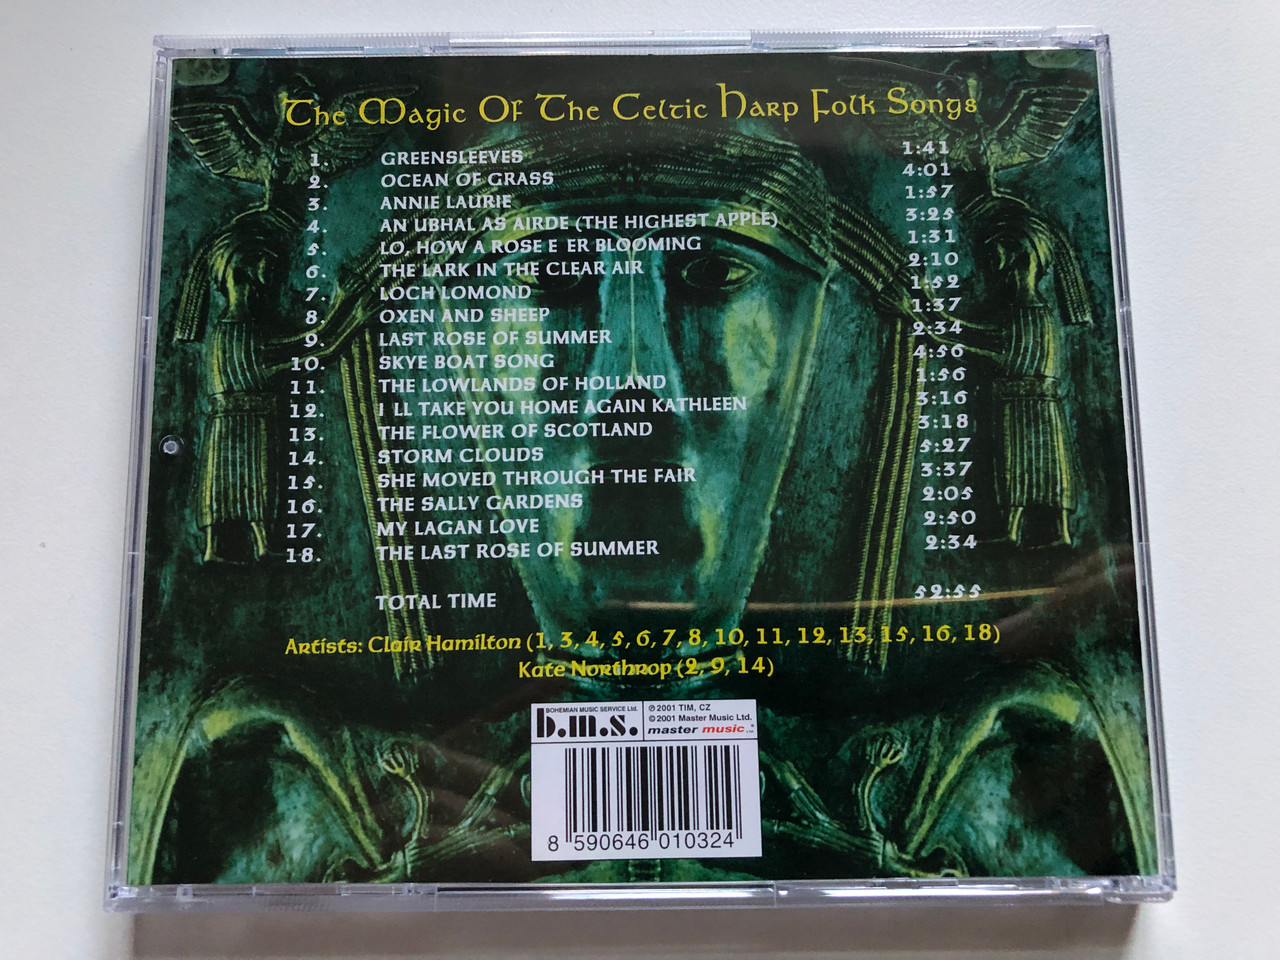 The Magic Of The Celtic Harp Folk Songs
1. GREENSLEEVES 1:41
2. OCEAN OF GRASS 4:01
3. ANNIE LAURIE 1:57
4. AN UBHAL AS AIRDE (THE HIGHEST APPLE) 3:25
5. LO, HOW A ROSE E ER BLOOMING 1:31
6. THE LARK IN THE CLEAR AIR 2:10
7. LOCH LOMOND 1:52
8. OXEN AND SHEEP 1:37
9. LAST ROSE OF SUMMER 2:34
10. SKYE BOAT SONG 4:56
11. THE LOWLANDS OF HOLLAND 1:56
12. I LL TAKE YOU HOME AGAIN KATHLEEN 3:16
13. THE FLOWER OF SCOTLAND 3:18
14. STORM CLOUDS 5:27
15. SHE MOVED THROUGH THE FAIR 3:37
16. THE SALLY GARDENS 2:05
17. MY LAGAN LOVE 2:50
18. THE LAST ROSE OF SUMMER 2:34
TOTAL TIME 52:55
Artists: Clair Hamilton (1, 3, 4, 5, 6, 7, 8, 10, 11, 12, 13, 15, 16, 18)
Kate Northrop (2, 9, 14)
BOHEMIAN MUSIC SERVICE Ltd.
b.m.s.
℗ 2001 TIM, CZ
© 2001 Master Music Ltd.
master music
8 590646 010324